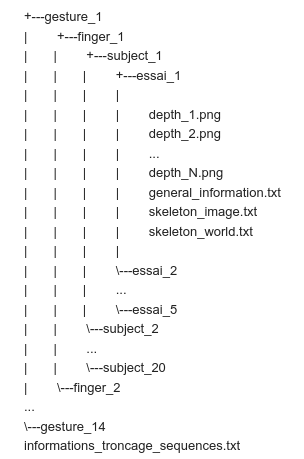 +---gesture_1
|       +---finger_1
|       |       +---subject_1
|       |       |       +---essai_1
|       |       |       |       |
|       |       |       |       depth_1.png
|       |       |       |       depth_2.png
|       |       |       |       ...
|       |       |       |       depth_N.png
|       |       |       |       general_information.txt
|       |       |       |       skeleton_image.txt
|       |       |       |       skeleton_world.txt
|       |       |       |
|       |       |       \---essai_2
|       |       |       ...
|       |       |       \---essai_5
|       |       \---subject_2
|       |       ...
|       |       \---subject_20
|       \---finger_2
...
\---gesture_14
informations_troncage_sequences.txt